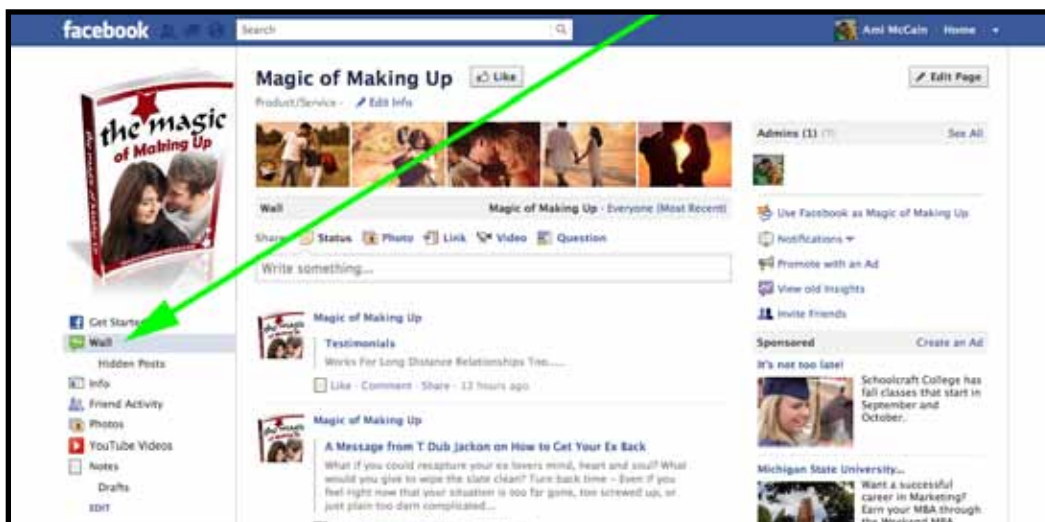 facebook
Search
Ami McCain Home
the magic
of Making Up
Magic of Making Up Like
Product/Service · Edit Info
Edit Page
Wall Magic of Making Up · Everyone (Most Recent)
Share: Status Photo Link Video Question
Write something...
Get Started
Wall
Hidden Posts
Info
Friend Activity
Photos
YouTube Videos
Notes
Drafts
EDIT
the magic
Magic of Making Up
Testimonials
Works For Long Distance Relationships Too.....
Like · Comment · Share · 13 hours ago
the magic
Magic of Making Up
A Message from T Dub Jackon on How to Get Your Ex Back
What if you could recapture your ex lovers mind, heart and soul? What
would you give to wipe the slate clean? Turn back time – Even if you
feel right now that your situation is too far gone, too screwed up, or
just plain too darn complicated...
Admins (1) (?) See All
Use Facebook as Magic of Making Up
Notifications
Promote with an Ad
View old Insights
Invite Friends
Sponsored Create an Ad
It's not too late!
Schoolcraft College has
fall classes that start in
September and
October.
Michigan State University...
Want a successful
career in Marketing?
Earn your MBA through
the Weekend MBA